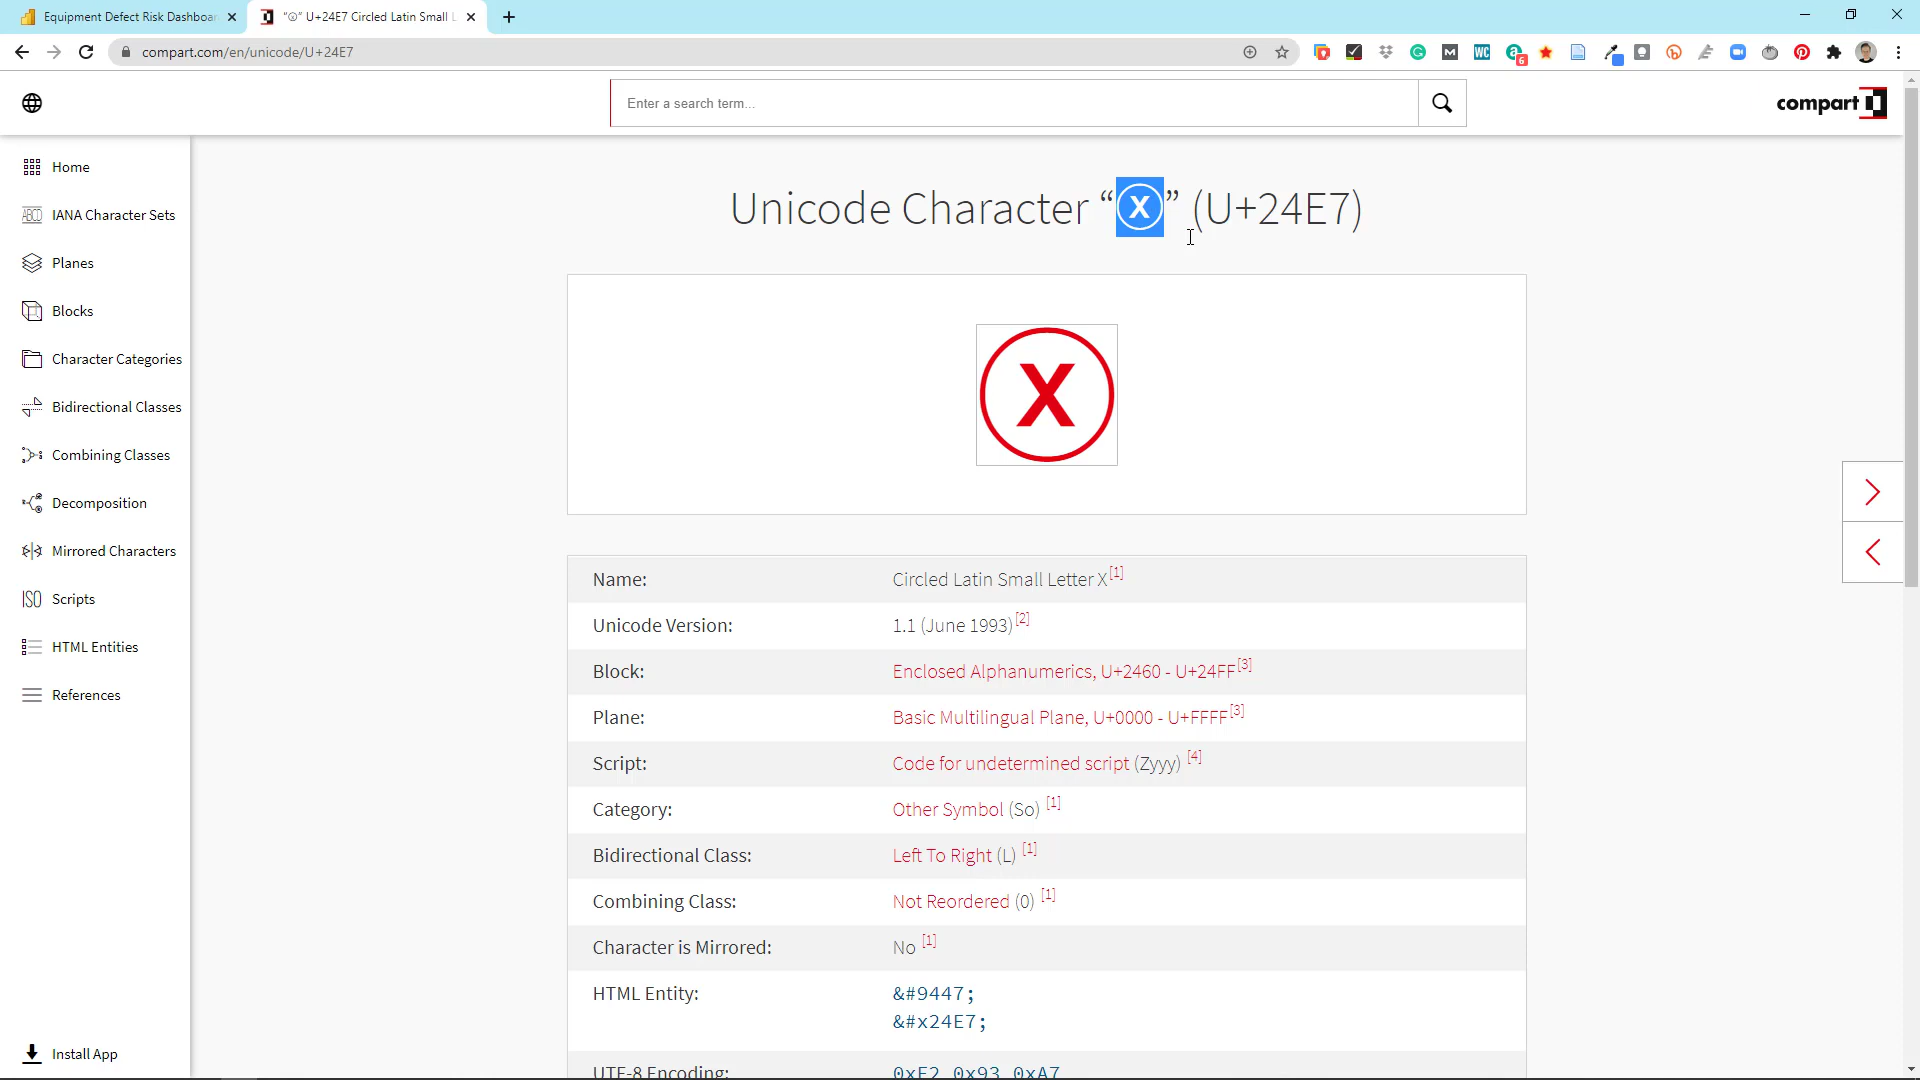 Equipment Defect Risk Dashboar
"ⓧ" U+24E7 Circled Latin Small L
compart.com/en/unicode/U+24E7
6
Enter a search term...
compart
Home
IANA Character Sets
Planes
Blocks
Character Categories
Bidirectional Classes
Combining Classes
Decomposition
Mirrored Characters
Scripts
HTML Entities
References
Install App
Unicode Character “ⓧ” (U+24E7)
X
Name: Circled Latin Small Letter X[1]
Unicode Version: 1.1 (June 1993)[2]
Block: Enclosed Alphanumerics, U+2460 - U+24FF[3]
Plane: Basic Multilingual Plane, U+0000 - U+FFFF[3]
Script: Code for undetermined script (Zyyy) [4]
Category: Other Symbol (So) [1]
Bidirectional Class: Left To Right (L) [1]
Combining Class: Not Reordered (0) [1]
Character is Mirrored: No [1]
HTML Entity: &#9447;
&#x24E7;
UTF-8 Encoding: 0xE2 0x93 0xA7